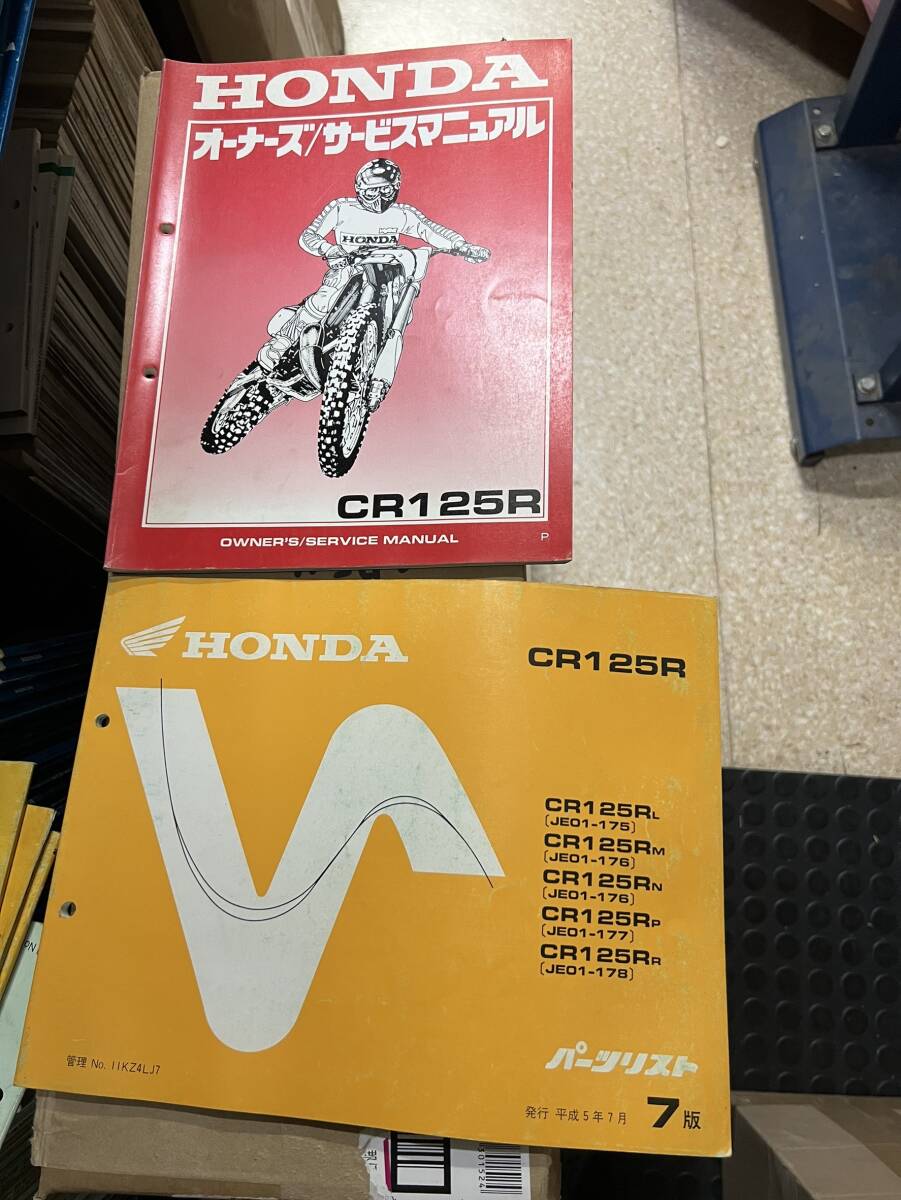 HONDA
オーナーズ/サービスマニュアル
HONDA
CR125R
OWNER'S/SERVICE MANUAL
P
HONDA
CR125R
CR125RL
(JE01-175)
CR125RM
(JE01-176)
CR125RN
(JE01-176)
CR125RP
(JE01-177)
CR125RR
(JE01-178)
パーツリスト
管理 No. 11KZ4LJ7
発行 平成5年7月 7版